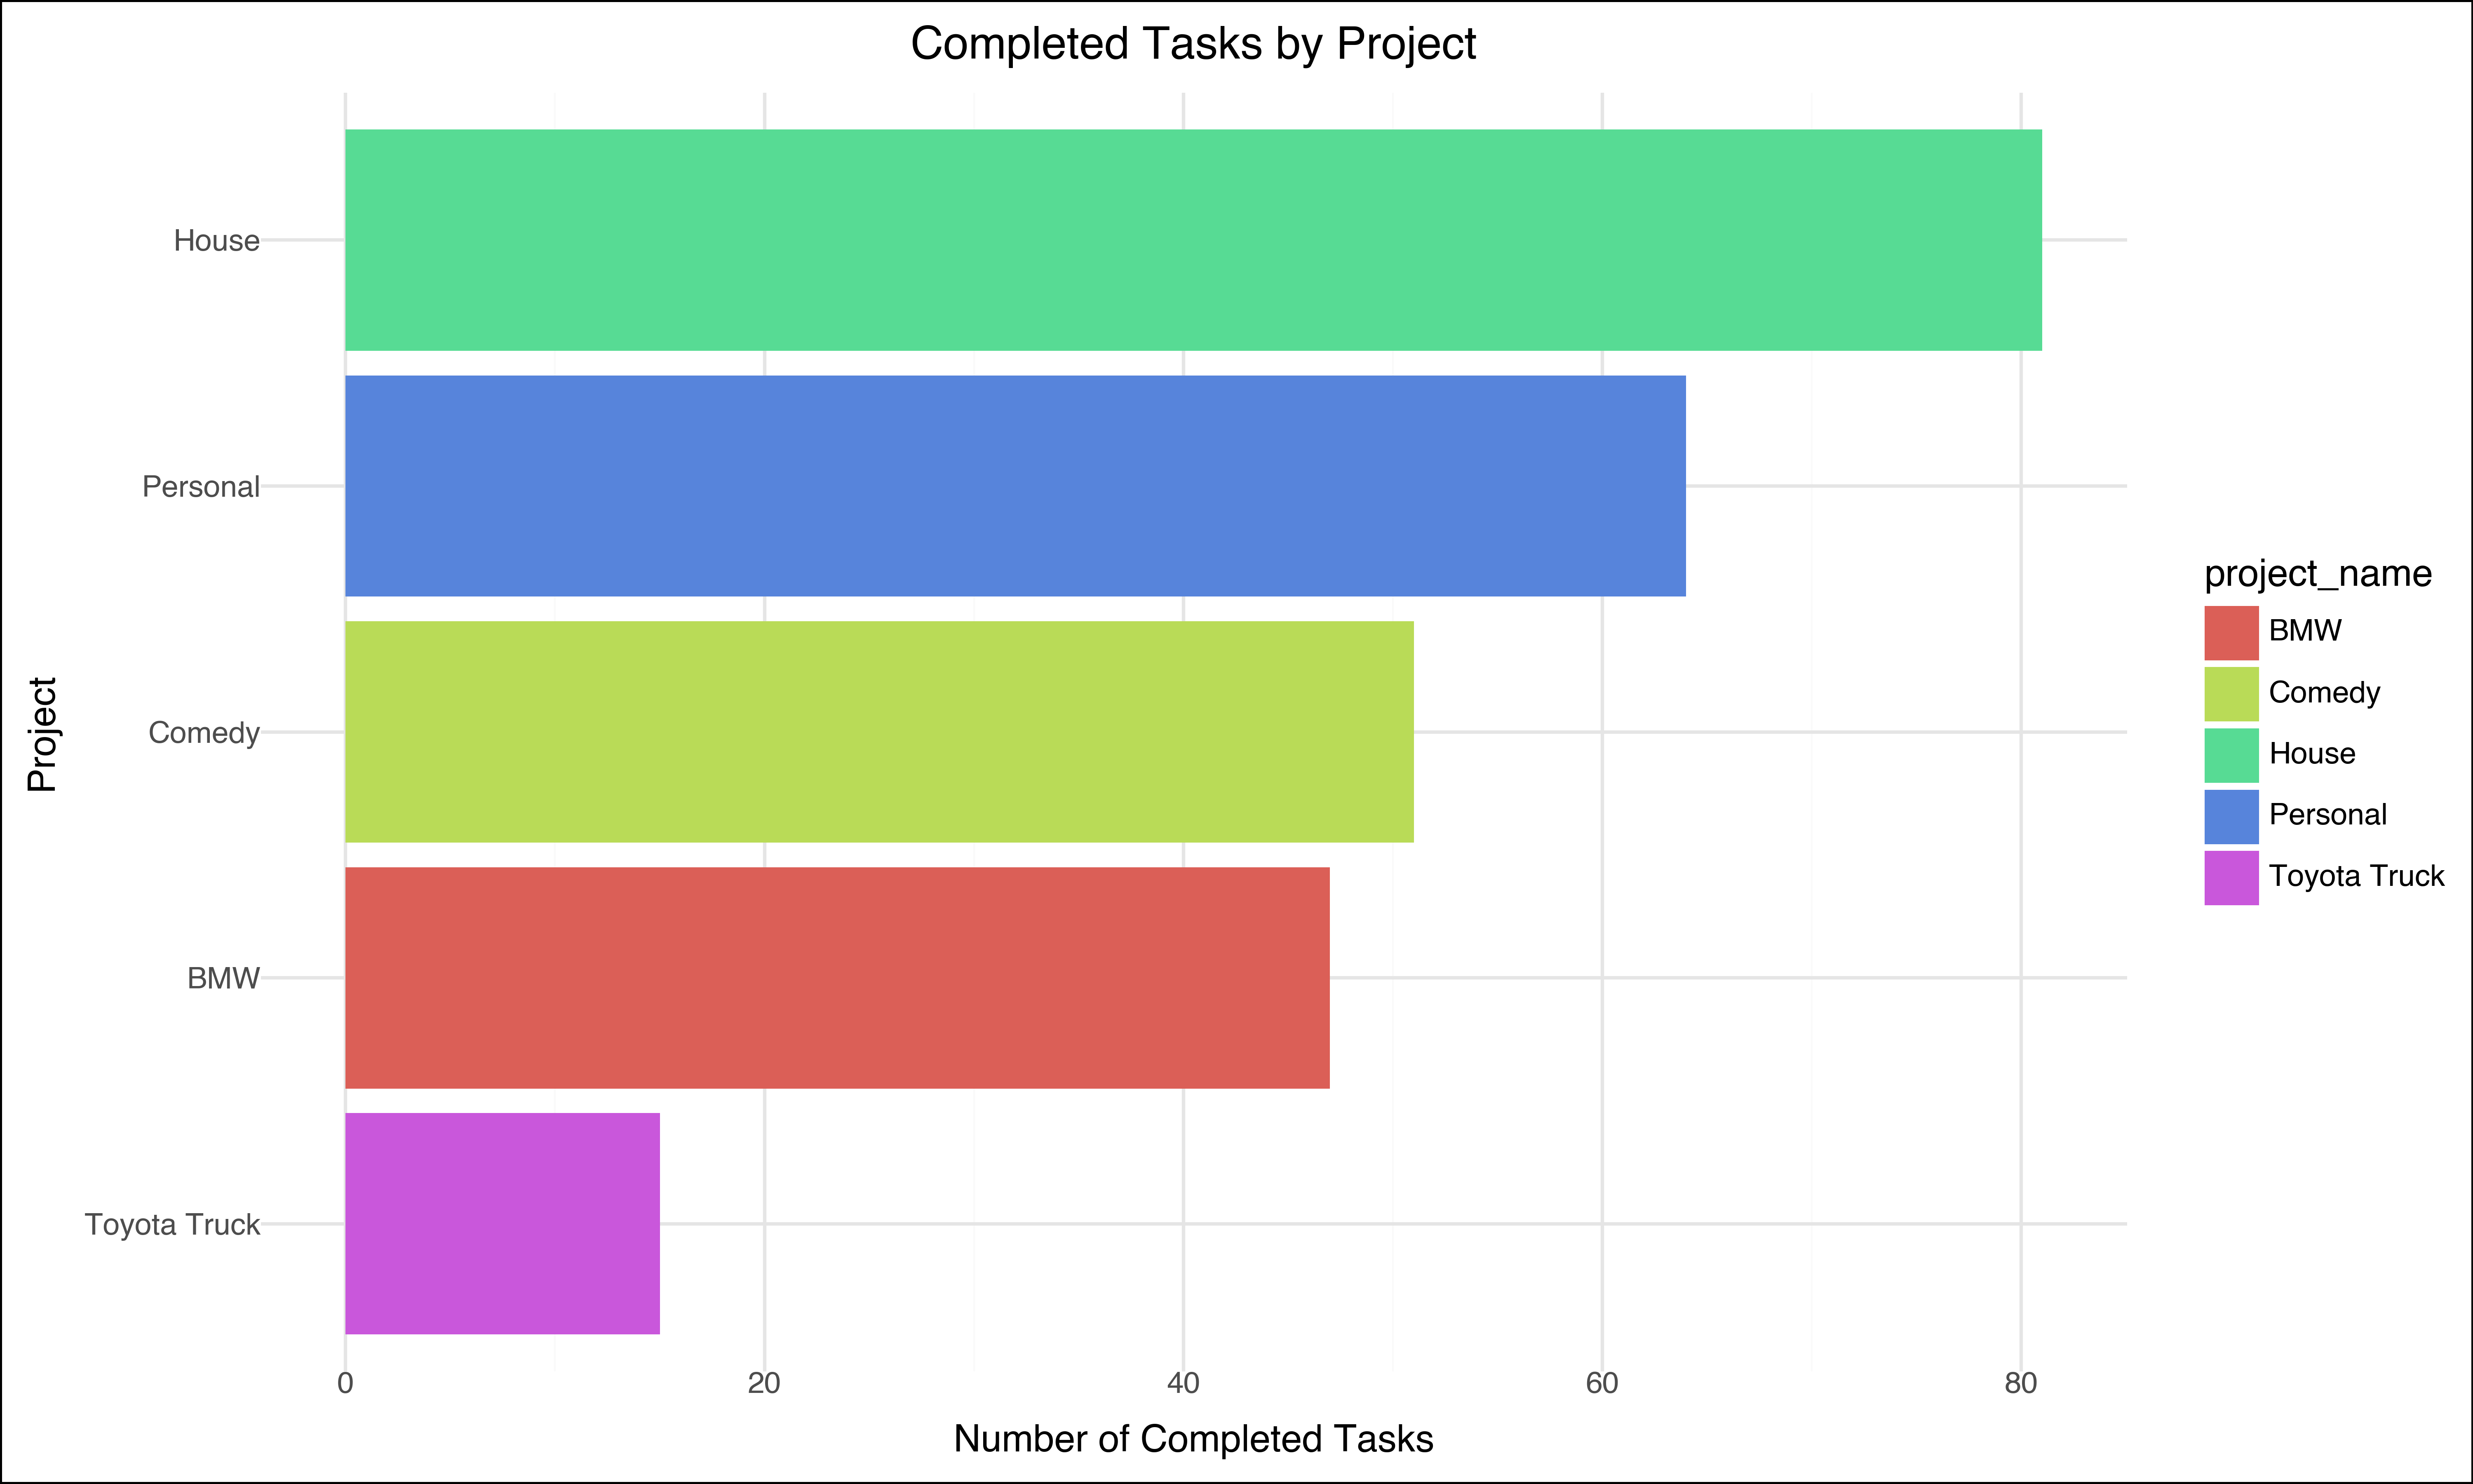 Completed Tasks by Project
Project
House
Personal
Comedy
BMW
Toyota Truck
0 20 40 60 80
Number of Completed Tasks
project_name
BMW
Comedy
House
Personal
Toyota Truck